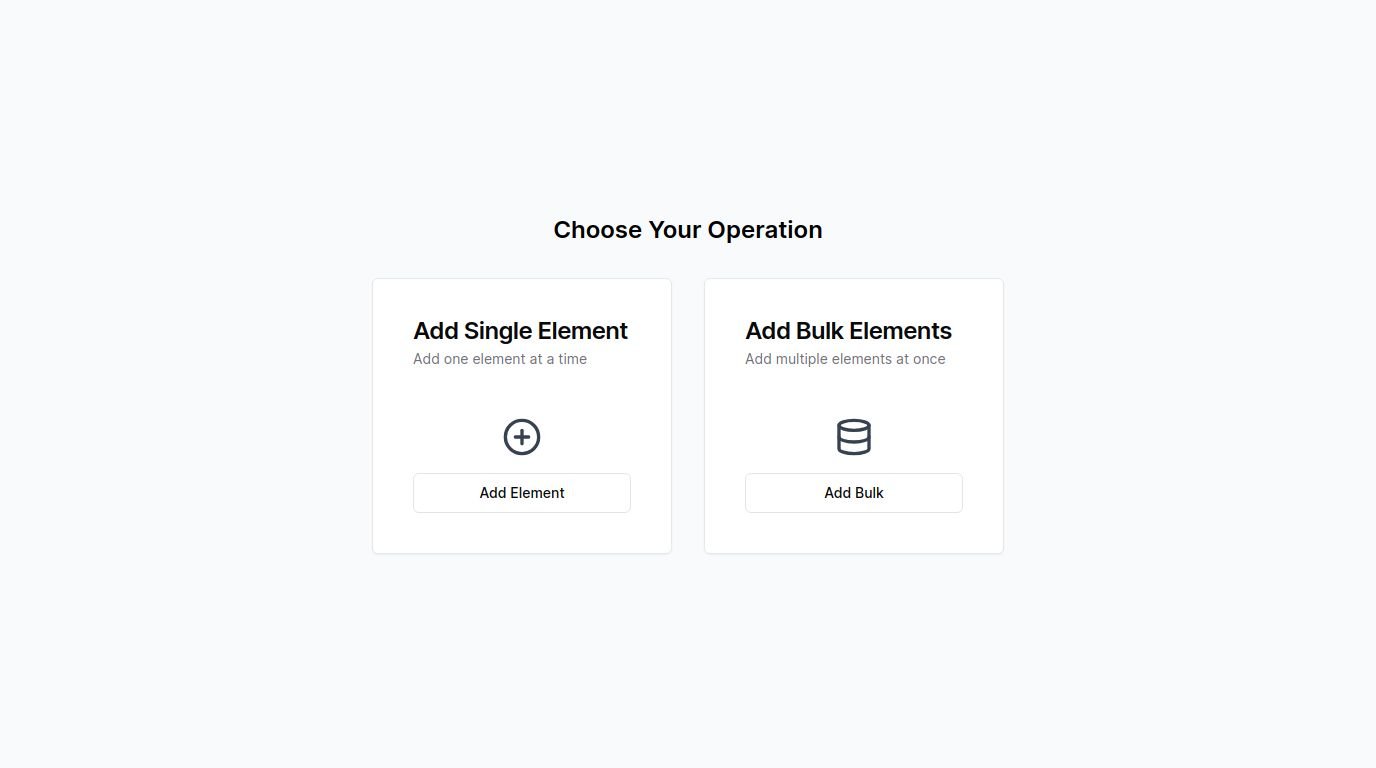 Choose Your Operation
Add Single Element
Add one element at a time
Add Element
Add Bulk Elements
Add multiple elements at once
Add Bulk